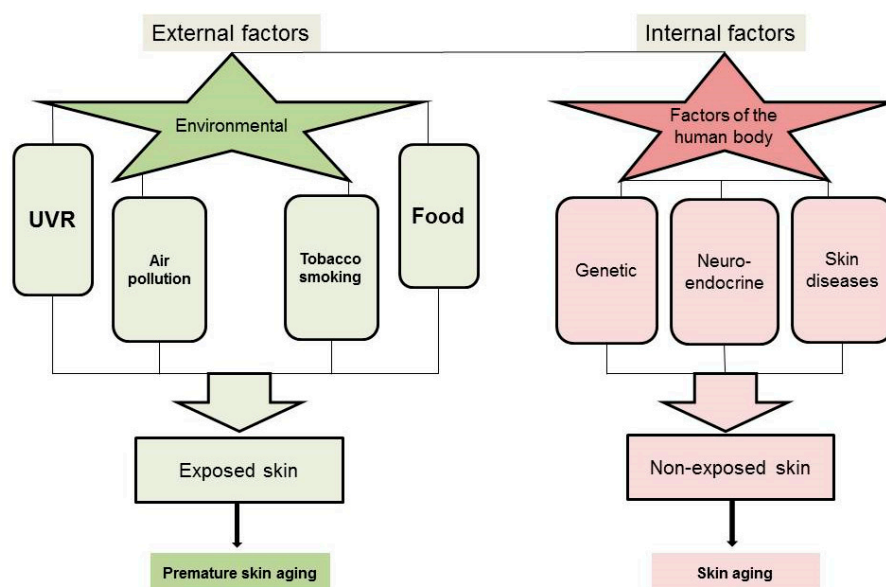 External factors
Internal factors
Environmental
Factors of the
human body
UVR
Air
pollution
Tobacco
smoking
Food
Genetic
Neuro-
endocrine
Skin
diseases
Exposed skin
Non-exposed skin
Premature skin aging
Skin aging